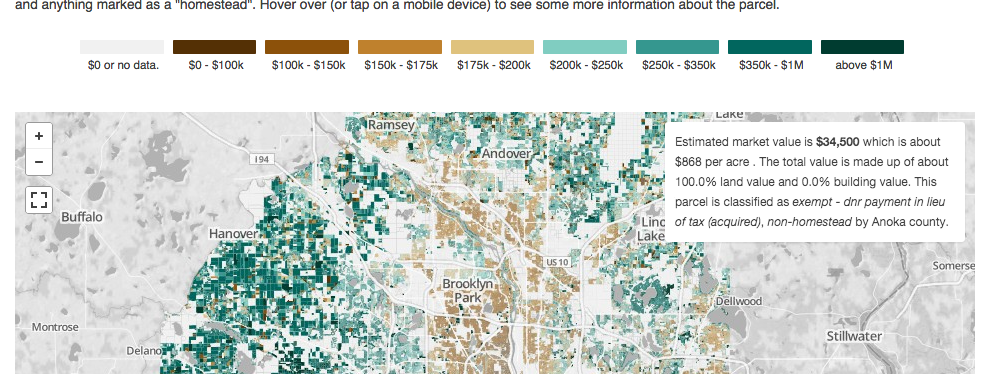 and anything marked as a "homestead". Hover over (or tap on a mobile device) to see some more information about the parcel.
$0 or no data.
$0 - $100k
$100k - $150k
$150k - $175k
$175k - $200k
$200k - $250k
$250k - $350k
$350k - $1M
above $1M
+
−
Ramsey
Lake
I 94
Andover
Estimated market value is $34,500 which is about
$868 per acre . The total value is made up of about
100.0% land value and 0.0% building value. This
parcel is classified as exempt - dnr payment in lieu
of tax (acquired), non-homestead by Anoka county.
Buffalo
Hanover
Lino
Lake
US 10
Somerse
Brooklyn
Park
Dellwood
Montrose
Stillwater
Delano